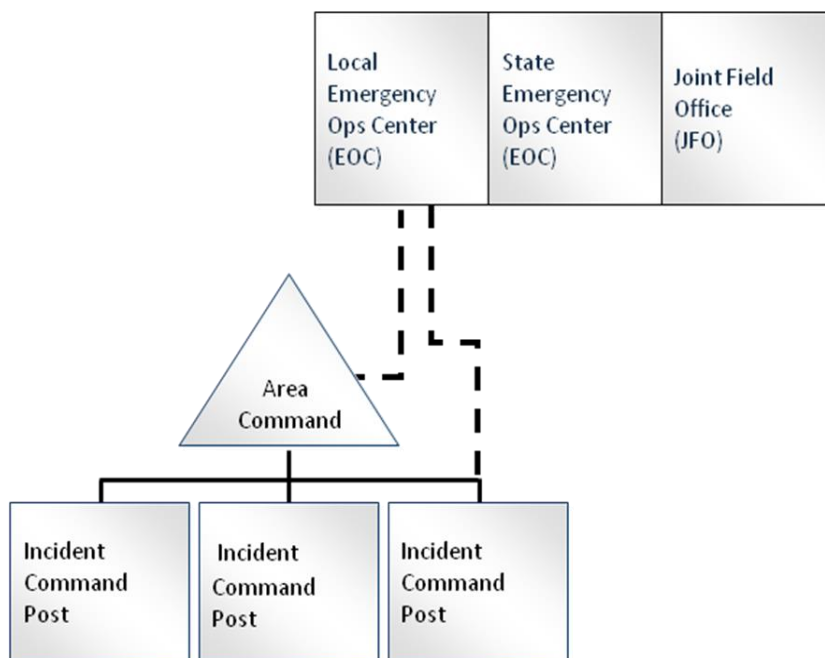 Local
Emergency
Ops Center
(EOC)
State
Emergency
Ops Center
(EOC)
Joint Field
Office
(JFO)
Area
Command
Incident
Command
Post
Incident
Command
Post
Incident
Command
Post